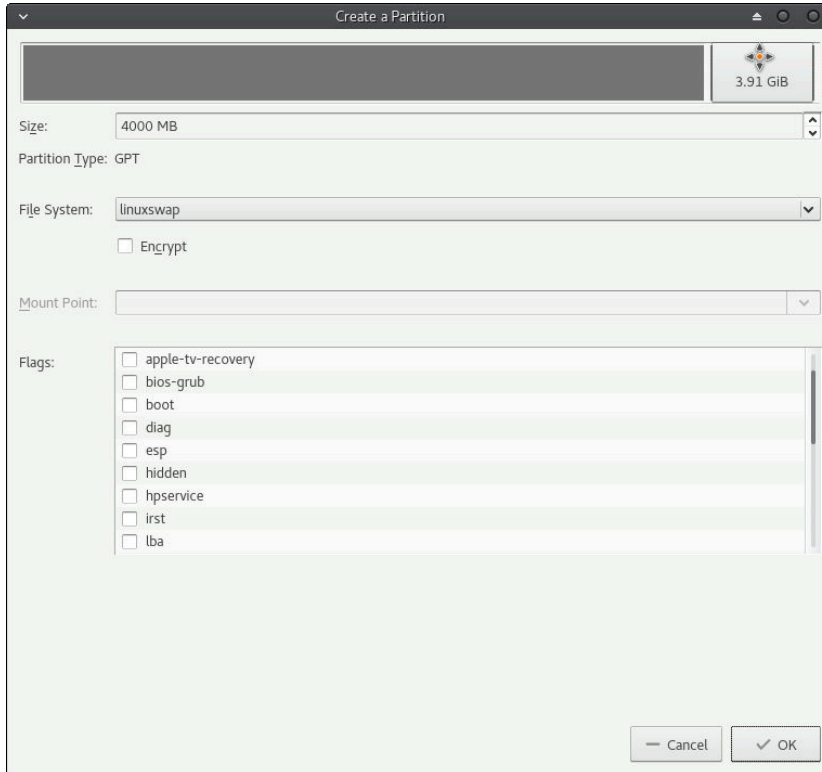 Create a Partition
3.91 GiB
Size: 4000 MB
Partition Type: GPT
File System: linuxswap
Encrypt
Mount Point:
Flags:
apple-tv-recovery
bios-grub
boot
diag
esp
hidden
hpservice
irst
lba
Cancel
OK